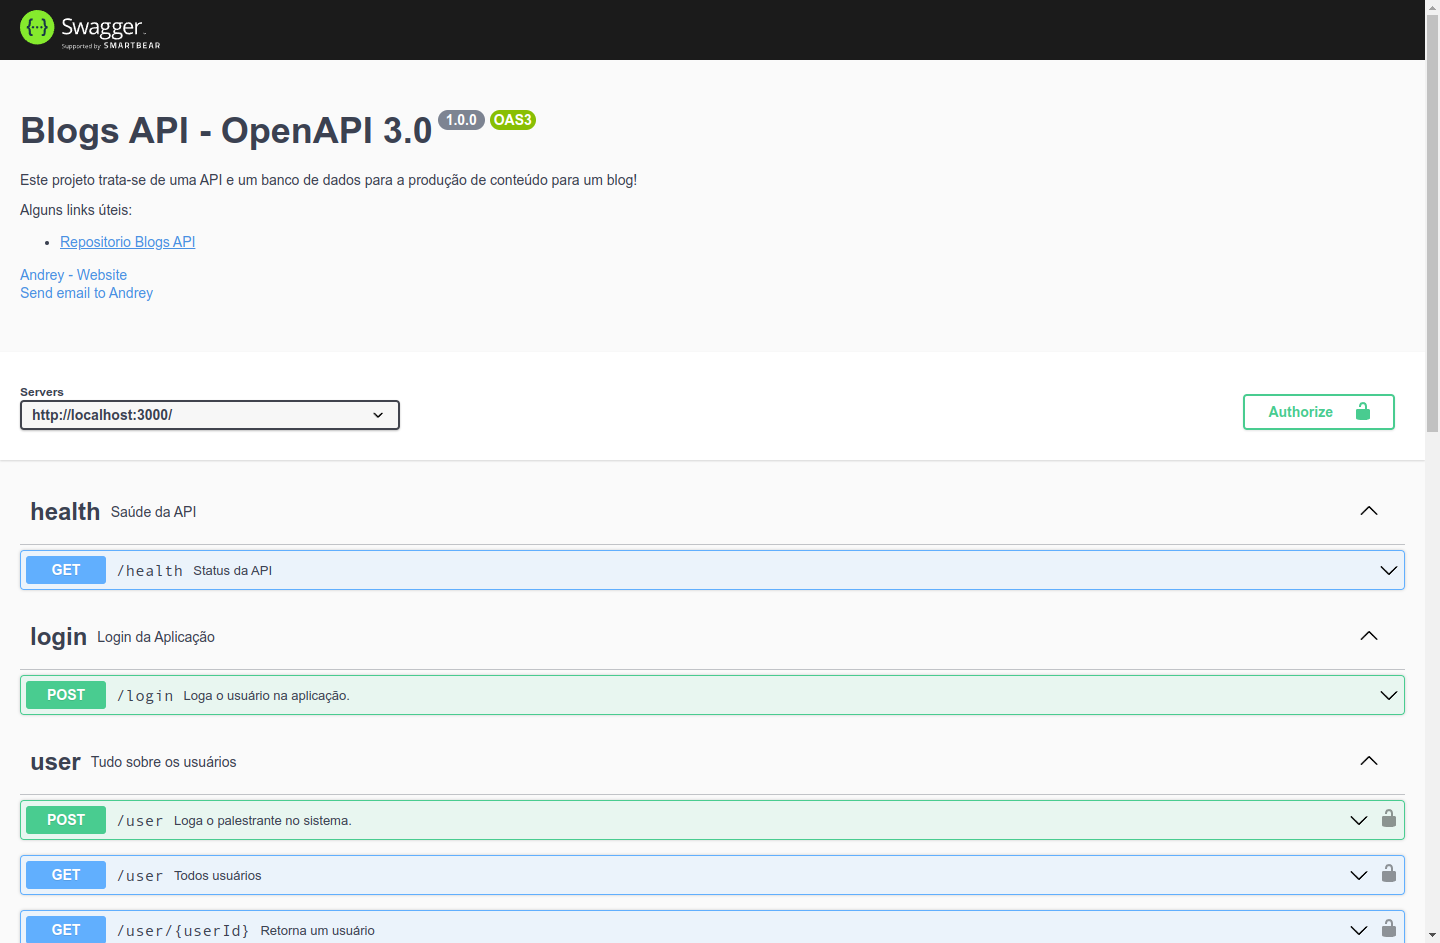 Swagger
Supported by SMARTBEAR
Blogs API - OpenAPI 3.0 1.0.0 OAS3
Este projeto trata-se de uma API e um banco de dados para a produção de conteúdo para um blog!
Alguns links úteis:
Repositorio Blogs API
Andrey - Website
Send email to Andrey
Servers
http://localhost:3000/
Authorize
health Saúde da API
GET /health Status da API
login Login da Aplicação
POST /login Loga o usuário na aplicação.
user Tudo sobre os usuários
POST /user Loga o palestrante no sistema.
GET /user Todos usuários
GET /user/{userId} Retorna um usuário